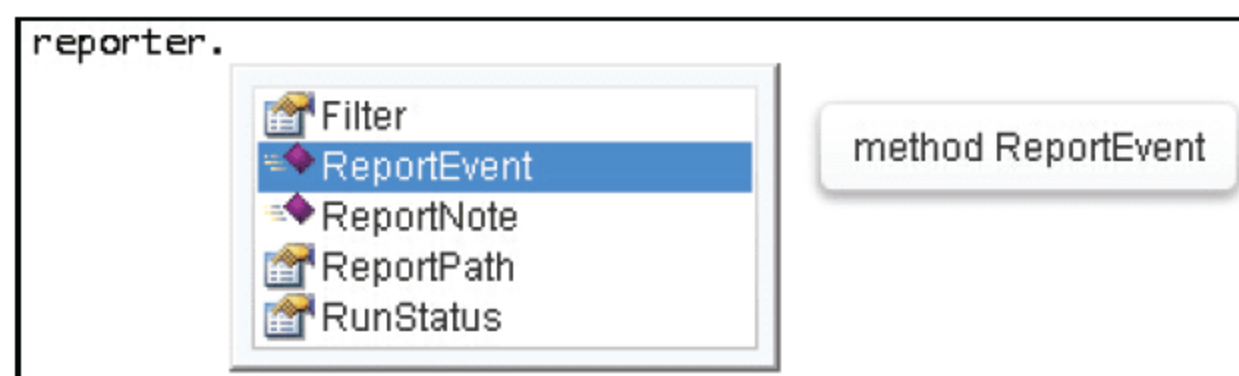 reporter.
Filter
ReportEvent
method ReportEvent
ReportNote
ReportPath
RunStatus